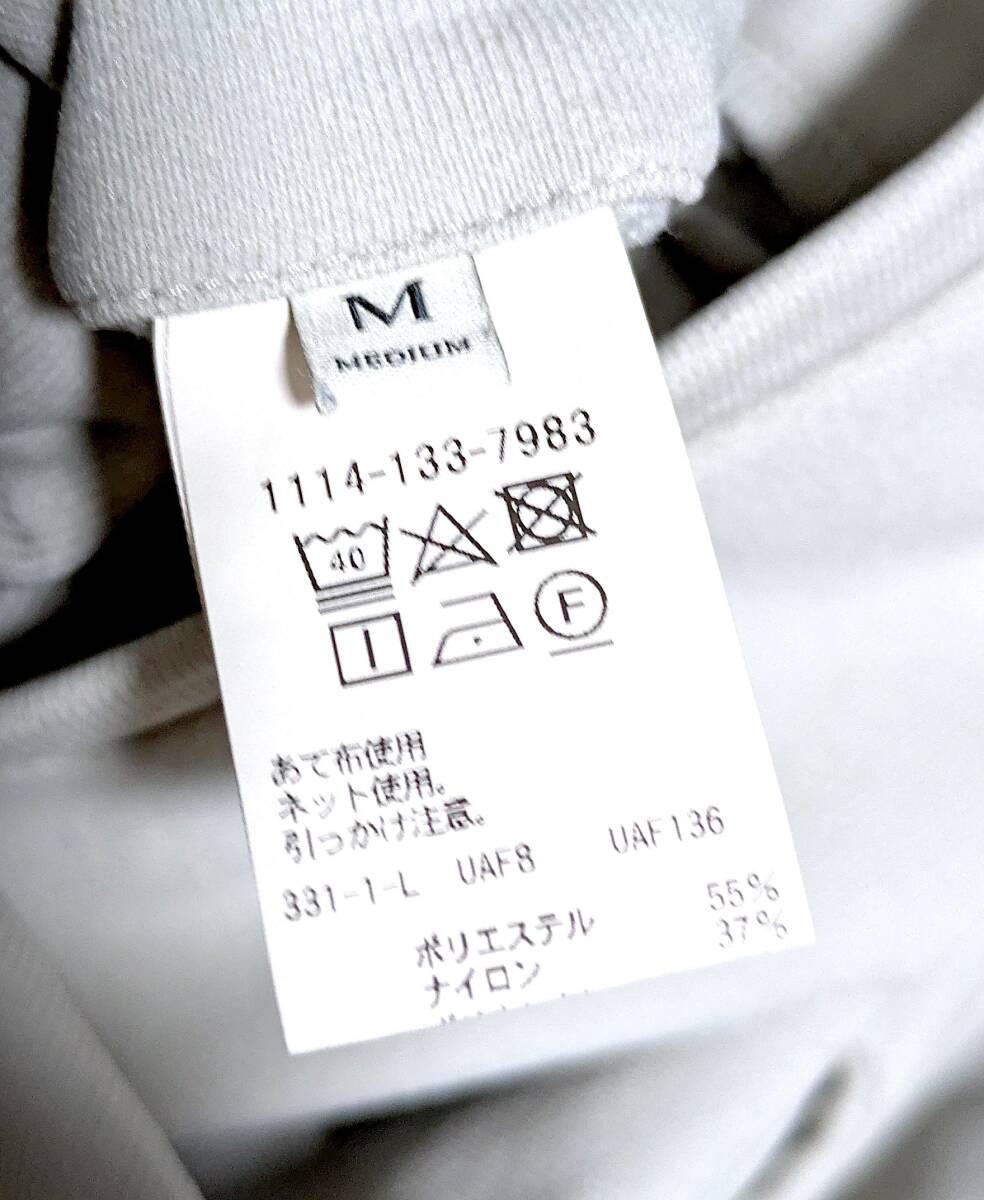 M
MEDIUM
1114-133-7983
40
F
あて布使用
ネット使用。
引っかけ注意。
331-1-L UAF8 UAF136
ポリエステル 55%
ナイロン 37%